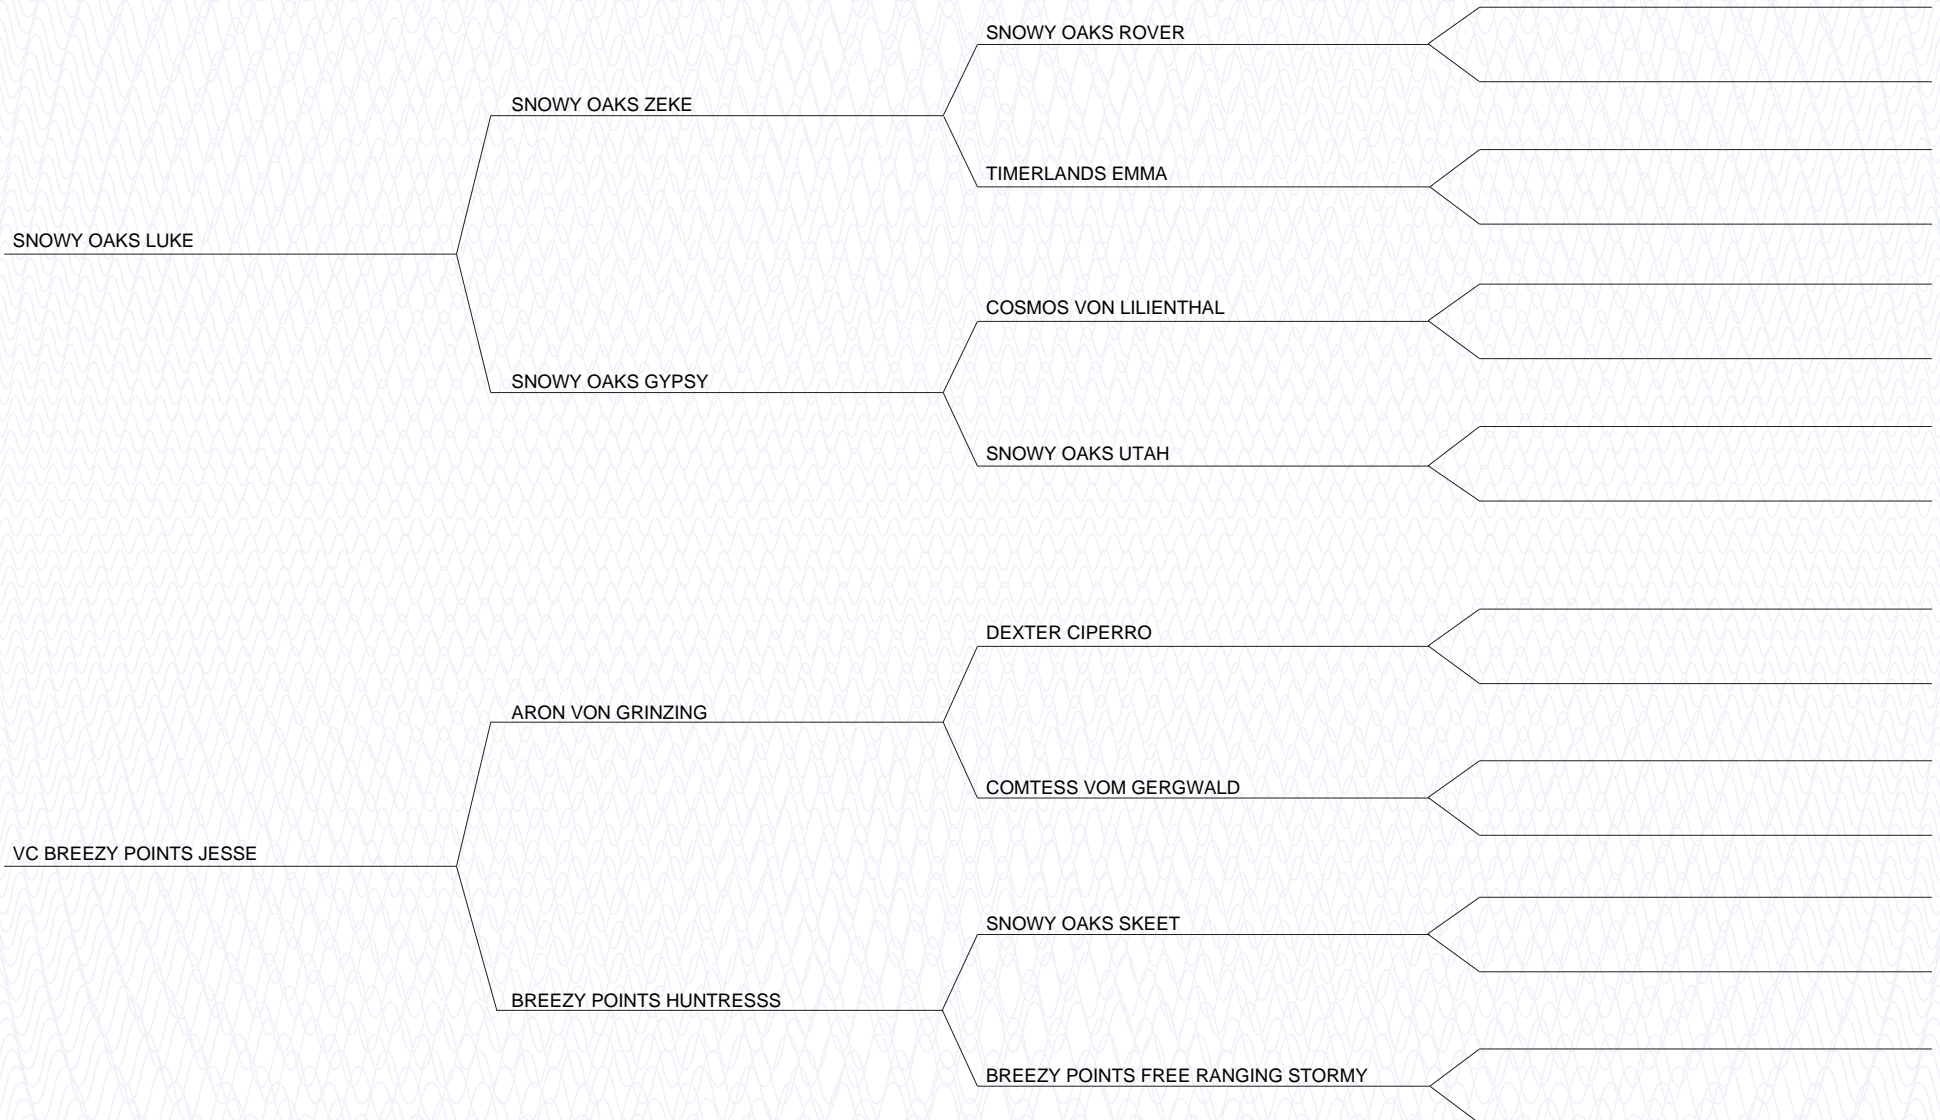 SNOWY OAKS ROVER
SNOWY OAKS ZEKE
TIMERLANDS EMMA
SNOWY OAKS LUKE
COSMOS VON LILIENTHAL
SNOWY OAKS GYPSY
SNOWY OAKS UTAH
DEXTER CIPERRO
ARON VON GRINZING
COMTESS VOM GERGWALD
VC BREEZY POINTS JESSE
SNOWY OAKS SKEET
BREEZY POINTS HUNTRESSS
BREEZY POINTS FREE RANGING STORMY